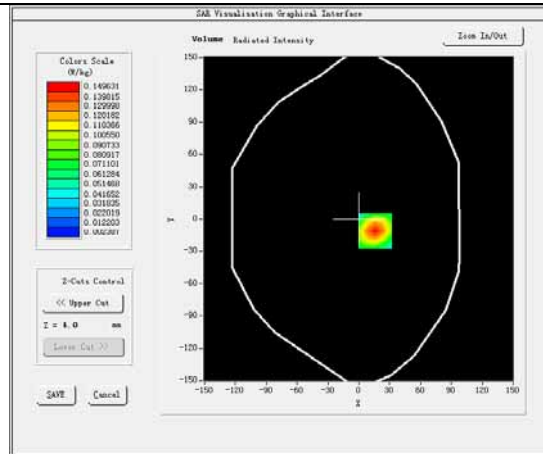 SAR Visualisation Graphical Interface
Volume Radiated Intensity
Zoom In/Out
Colors Scale
(W/kg)
0.149631
0.139815
0.129998
0.120182
0.110366
0.100550
0.090733
0.080917
0.071101
0.061284
0.051468
0.041652
0.031835
0.022019
0.012203
0.002387
150
120
90
60
30
0
-30
-60
-90
-120
-150
Y
-150 -120 -90 -60 -30 0 30 60 90 120 150
X
Z-Cuts Control
<< Upper Cut
Z = 4.0 mm
Lower Cut >>
SAVE Cancel